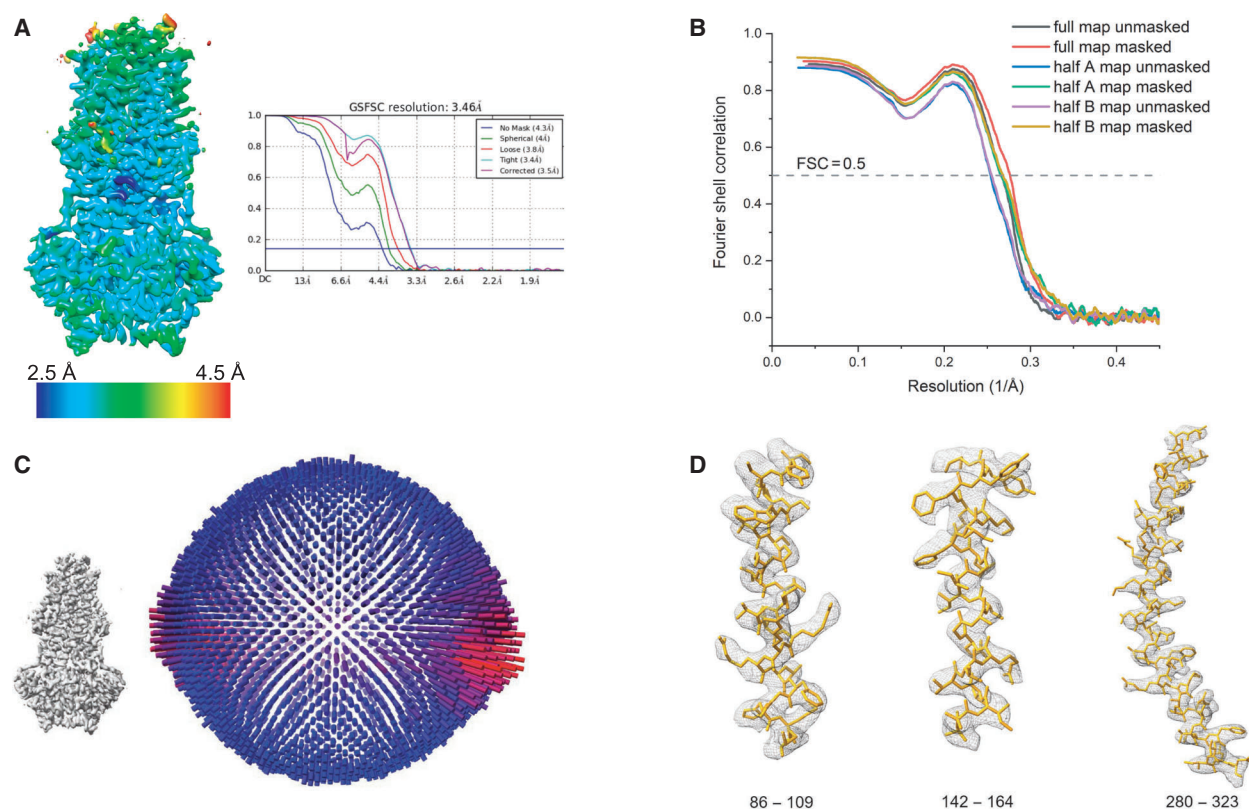 A
2.5 Å
4.5 Å
GSFSC resolution: 3.46Å
1.0
0.8
0.6
0.4
0.2
0.0
DC
13Å
6.6Å
4.4Å
3.3Å
2.6Å
2.2Å
1.9Å
No Mask (4.3Å)
Spherical (4Å)
Loose (3.8Å)
Tight (3.4Å)
Corrected (3.5Å)
B
full map unmasked
full map masked
half A map unmasked
half A map masked
half B map unmasked
half B map masked
FSC = 0.5
Fourier shell correlation
1.0
0.8
0.6
0.4
0.2
0.0
0.0
0.1
0.2
0.3
0.4
Resolution (1/Å)
C
D
86 – 109
142 – 164
280 – 323